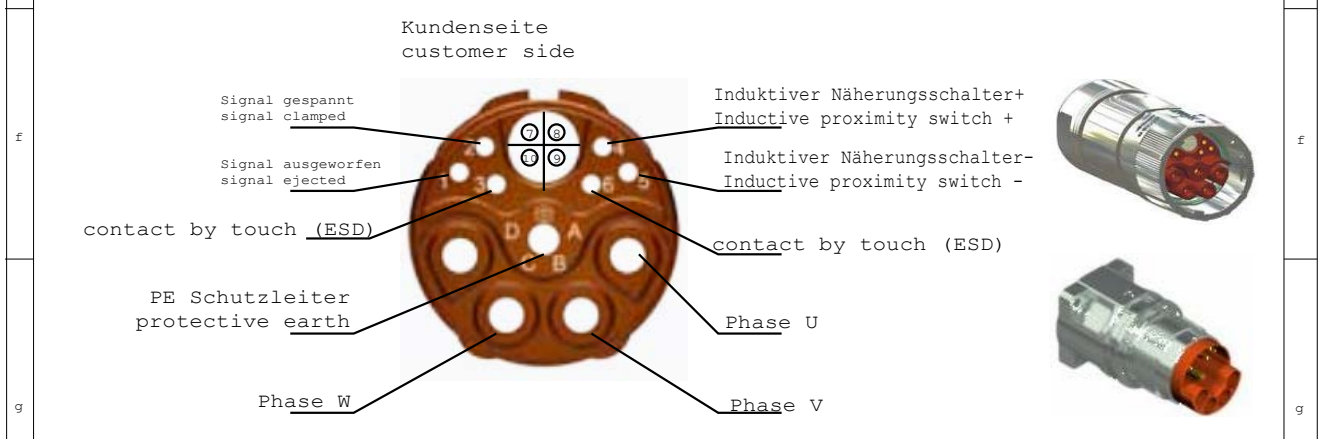 Kundenseite
customer side
Signal gespannt
signal clamped
Induktiver Näherungsschalter+
Inductive proximity switch +
f
7 8
f
2
10 9
4
Signal ausgeworfen
signal ejected
Induktiver Näherungsschalter-
Inductive proximity switch -
1 3
6 5
contact by touch (ESD)
D A
contact by touch (ESD)
C B
PE Schutzleiter
protective earth
Phase U
Phase W
Phase V
g
g